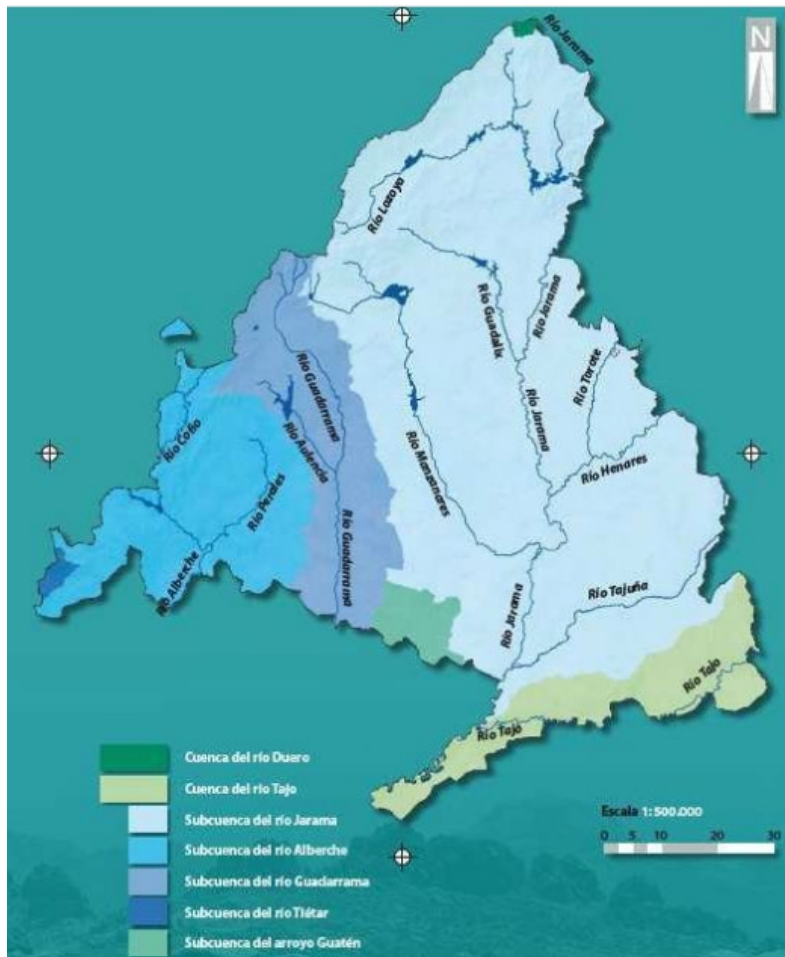 N
Río Jarama
Río Lozoya
Río Guadalix
Río Jarama
Río Torote
Río Guadarrama
Río Cofio
Río Aulencia
Río Jarama
Río Henares
Río Manzanares
Río Perales
Río Guadarrama
Río Alberche
Río Tajuña
Río Jarama
Río Tajo
Río Tajo
Cuenca del río Duero
Cuenca del río Tajo
Subcuenca del río Jarama
Subcuenca del río Alberche
Subcuenca del río Guadarrama
Subcuenca del río Tiétar
Subcuenca del arroyo Guatén
Escala 1:500.000
0 5 10 20 30